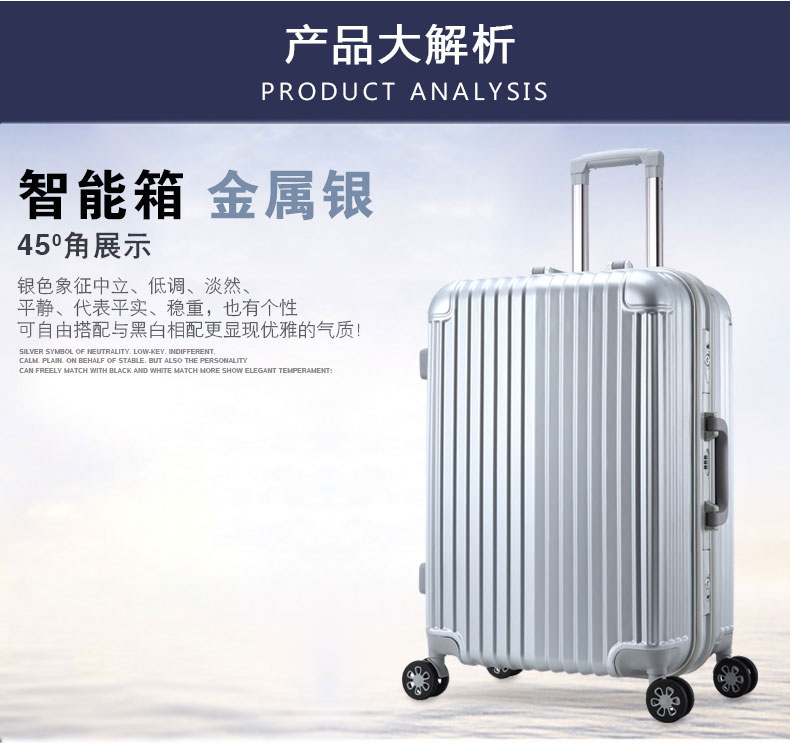 产品大解析
PRODUCT ANALYSIS
智能箱 金属银
45⁰角展示
银色象征中立、低调、淡然、
平静、代表平实、稳重，也有个性
可自由搭配与黑白相配更显现优雅的气质!
SILVER SYMBOL OF NEUTRALITY. LOW-KEY. INDIFFERENT.
CALM. PLAIN. ON BEHALF OF STABLE. BUT ALSO THE PERSONALITY
CAN FREELY MATCH WITH BLACK AND WHITE MATCH MORE SHOW ELEGANT TEMPERAMENT: